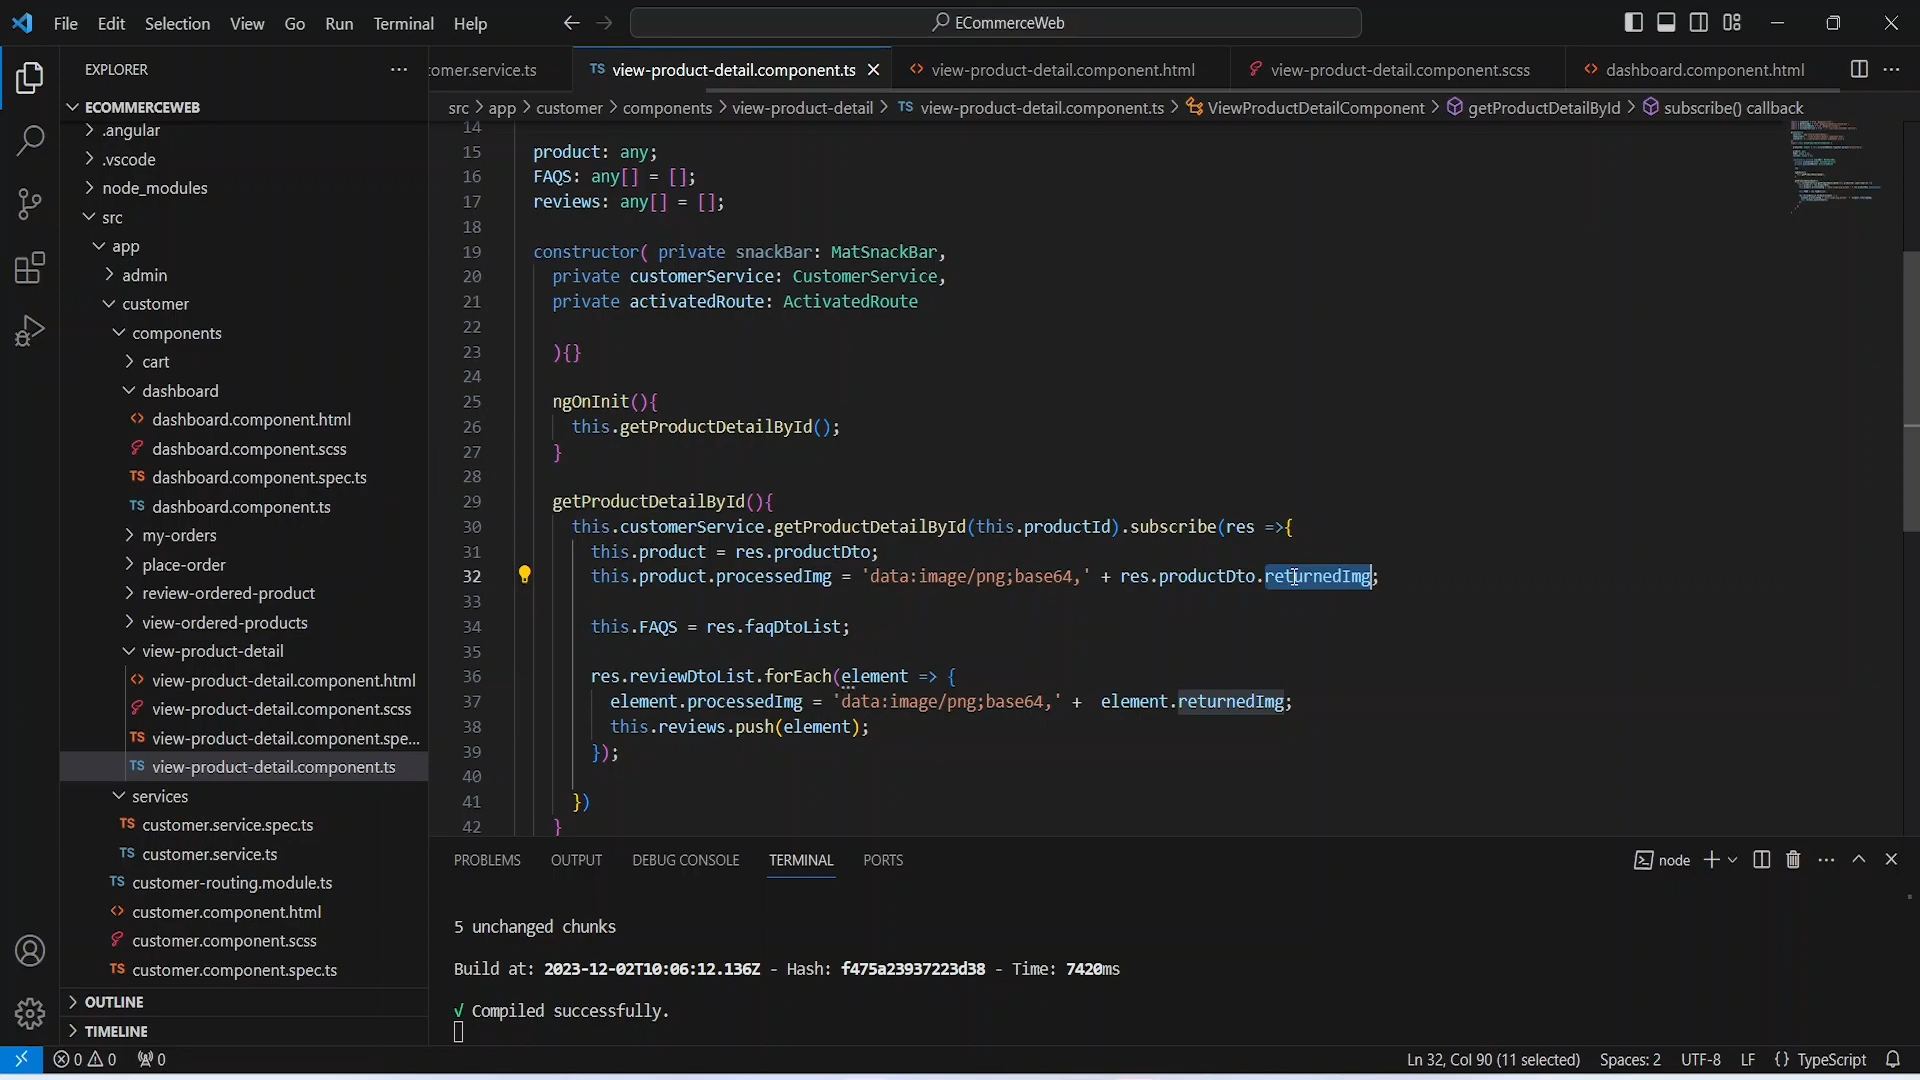 File Edit Selection View Go Run Terminal Help
ECommerceWeb
EXPLORER
ECOMMERCEWEB
.angular
.vscode
node_modules
src
app
admin
customer
components
cart
dashboard
dashboard.component.html
dashboard.component.scss
dashboard.component.spec.ts
dashboard.component.ts
my-orders
place-order
review-ordered-product
view-ordered-products
view-product-detail
view-product-detail.component.html
view-product-detail.component.scss
view-product-detail.component.spe...
view-product-detail.component.ts
services
customer.service.spec.ts
customer.service.ts
customer-routing.module.ts
customer.component.html
customer.component.scss
customer.component.spec.ts
OUTLINE
TIMELINE
omer.service.ts
TS view-product-detail.component.ts
view-product-detail.component.html
view-product-detail.component.scss
dashboard.component.html
src > app > customer > components > view-product-detail > TS view-product-detail.component.ts > ViewProductDetailComponent > getProductDetailById > subscribe() callback
14
15 product: any;
16 FAQS: any[] = [];
17 reviews: any[] = [];
18
19 constructor( private snackBar: MatSnackBar,
20 private customerService: CustomerService,
21 private activatedRoute: ActivatedRoute
22
23 ){}
24
25 ngOnInit(){
26 this.getProductDetailById();
27 }
28
29 getProductDetailById(){
30 this.customerService.getProductDetailById(this.productId).subscribe(res =>{
31 this.product = res.productDto;
32 this.product.processedImg = 'data:image/png;base64,' + res.productDto.returnedImg;
33
34 this.FAQS = res.faqDtoList;
35
36 res.reviewDtoList.forEach(element => {
37 element.processedImg = 'data:image/png;base64,' +  element.returnedImg;
38 this.reviews.push(element);
39 });
40
41 })
42 }
PROBLEMS OUTPUT DEBUG CONSOLE TERMINAL PORTS
node
5 unchanged chunks
Build at: 2023-12-02T10:06:12.136Z - Hash: f475a23937223d38 - Time: 7420ms
√ Compiled successfully.
0 0 0
Ln 32, Col 90 (11 selected) Spaces: 2 UTF-8 LF {} TypeScript